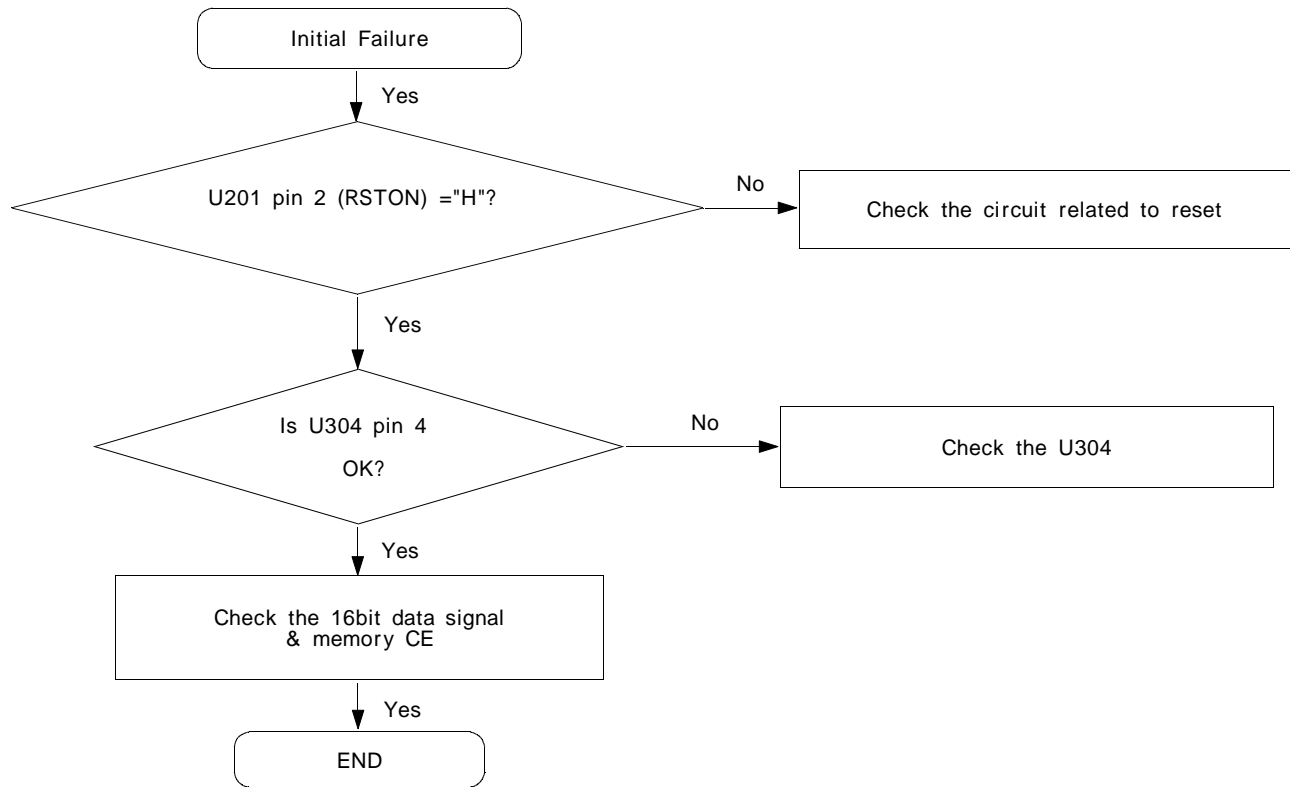 Initial Failure
Yes
U201 pin 2 (RSTON) ="H"?
No
Check the circuit related to reset
Yes
Is U304 pin 4
OK?
No
Check the U304
Yes
Check the 16bit data signal
& memory CE
Yes
END